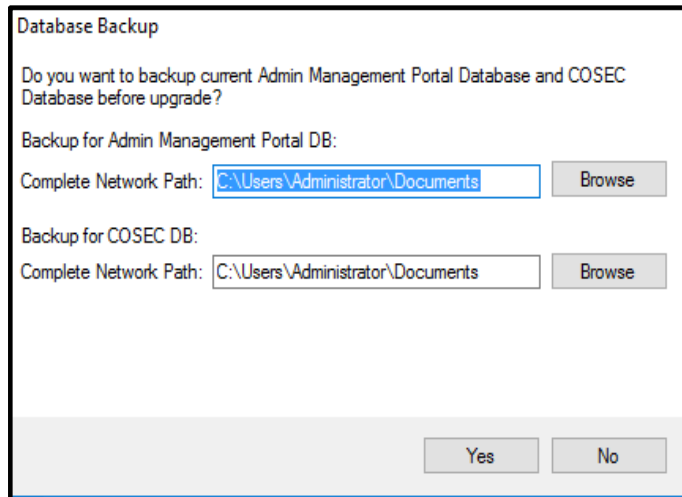 Database Backup
Do you want to backup current Admin Management Portal Database and COSEC
Database before upgrade?
Backup for Admin Management Portal DB:
Complete Network Path: C:\Users\Administrator\Documents Browse
Backup for COSEC DB:
Complete Network Path: C:\Users\Administrator\Documents Browse
Yes No